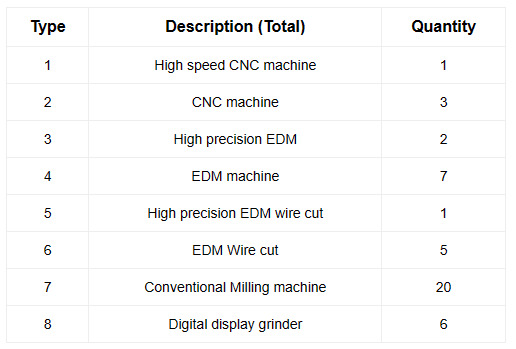 Type Description (Total) Quantity
1 High speed CNC machine 1
2 CNC machine 3
3 High precision EDM 2
4 EDM machine 7
5 High precision EDM wire cut 1
6 EDM Wire cut 5
7 Conventional Milling machine 20
8 Digital display grinder 6